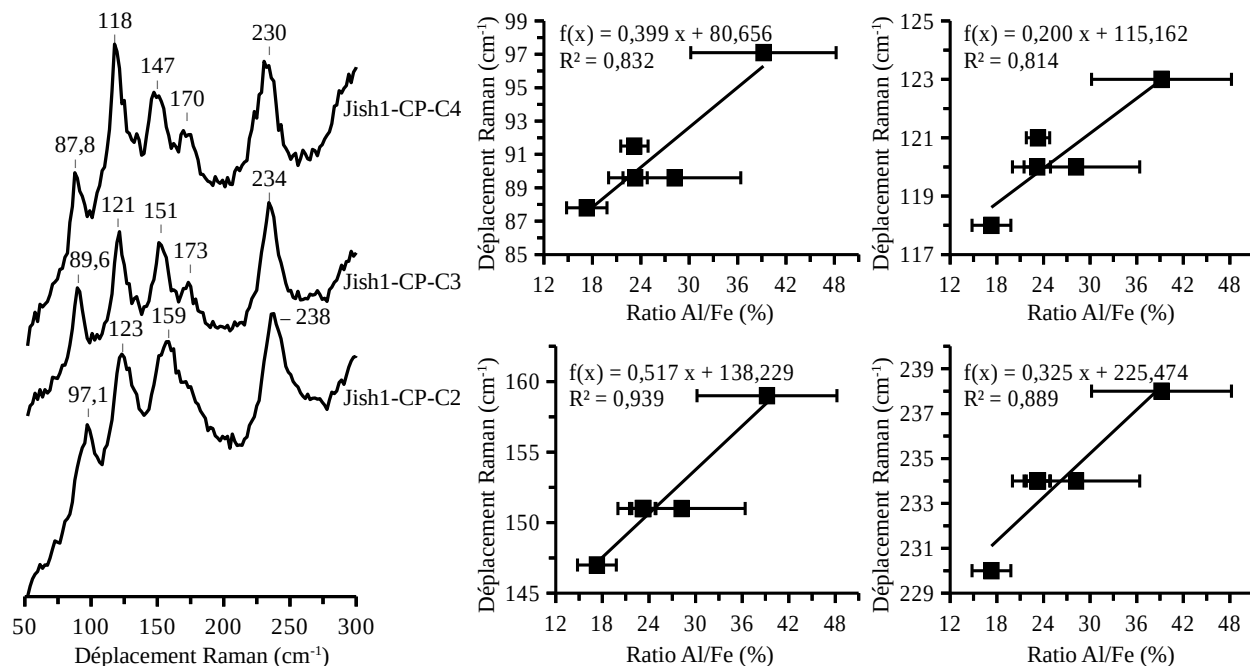 118
230
147
170
Jish1-CP-C4
87,8
234
121
151
173
89,6
Jish1-CP-C3
123
159
– 238
97,1
Jish1-CP-C2
50 100 150 200 250 300
Déplacement Raman (cm-1)
Déplacement Raman (cm-1)
99
97
95
93
91
89
87
85
f(x) = 0,399 x + 80,656
R² = 0,832
12 18 24 30 36 42 48
Ratio Al/Fe (%)
Déplacement Raman (cm-1)
125
123
121
119
117
f(x) = 0,200 x + 115,162
R² = 0,814
12 18 24 30 36 42 48
Ratio Al/Fe (%)
Déplacement Raman (cm-1)
160
155
150
145
f(x) = 0,517 x + 138,229
R² = 0,939
12 18 24 30 36 42 48
Ratio Al/Fe (%)
Déplacement Raman (cm-1)
239
237
235
233
231
229
f(x) = 0,325 x + 225,474
R² = 0,889
12 18 24 30 36 42 48
Ratio Al/Fe (%)